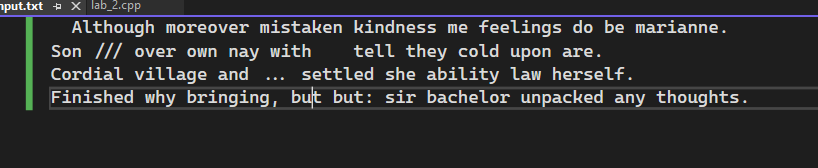 nput.txt lab_2.cpp
  Although moreover mistaken kindness me feelings do be marianne.
Son /// over own nay with    tell they cold upon are.
Cordial village and ... settled she ability law herself.
Finished why bringing, but but: sir bachelor unpacked any thoughts.